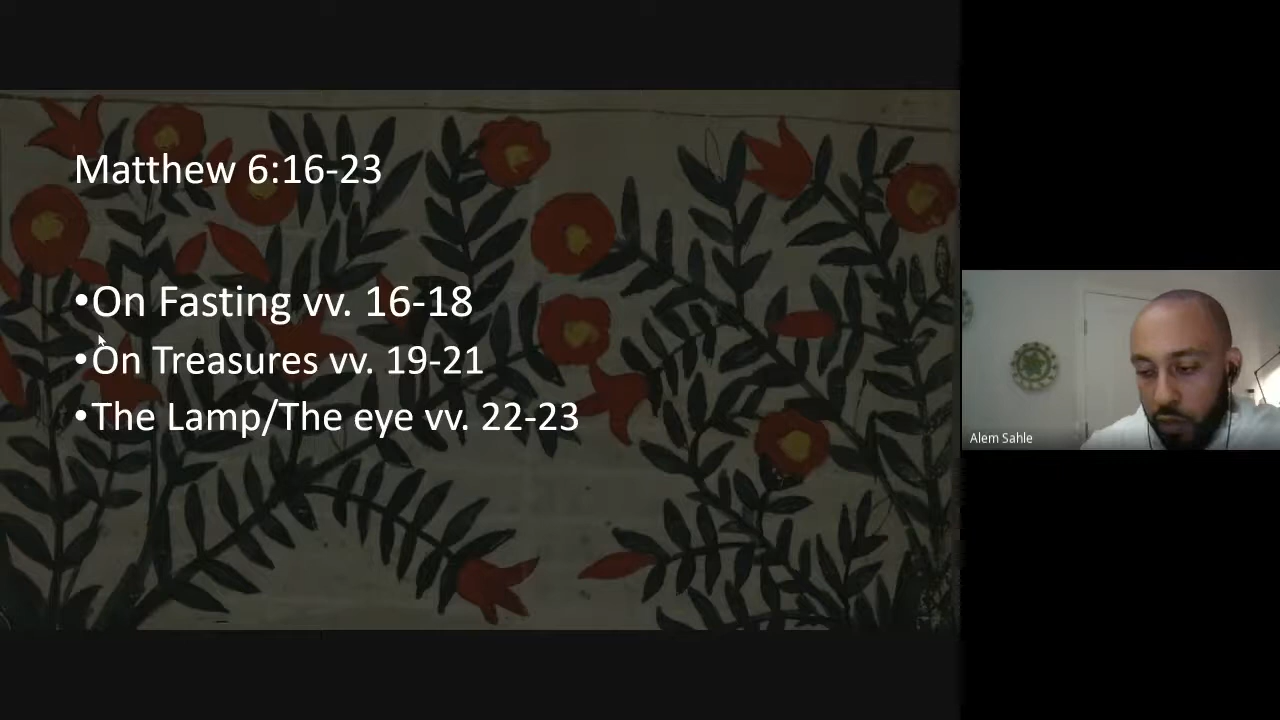 Matthew 6:16-23
•On Fasting vv. 16-18
•On Treasures vv. 19-21
•The Lamp/The eye vv. 22-23
Alem Sahle